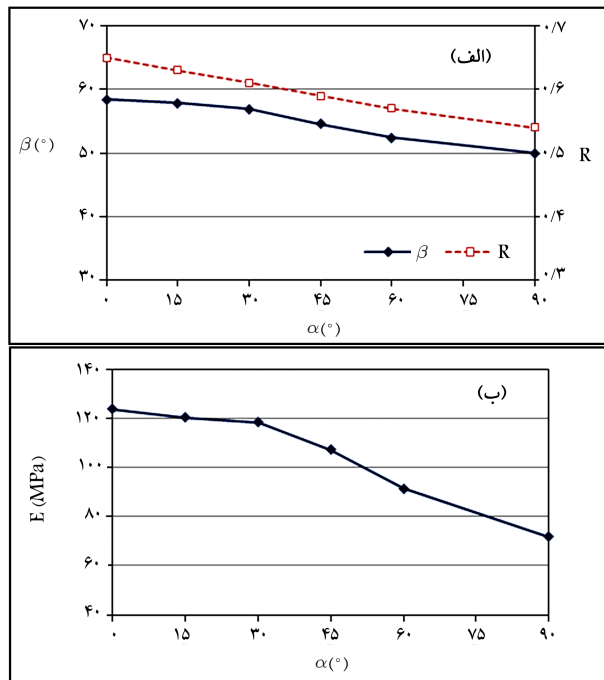 (الف)
۷۰
۶۰
۵۰
۴۰
۳۰
β(°)
۰/۷
۰/۶
۰/۵
۰/۴
۰/۳
R
β R
۰ ۱۵ ۳۰ ۴۵ ۶۰ ۷۵ ۹۰
α(°)
(ب)
۱۴۰
۱۲۰
۱۰۰
۸۰
۶۰
۴۰
E (MPa)
۰ ۱۵ ۳۰ ۴۵ ۶۰ ۷۵ ۹۰
α(°)